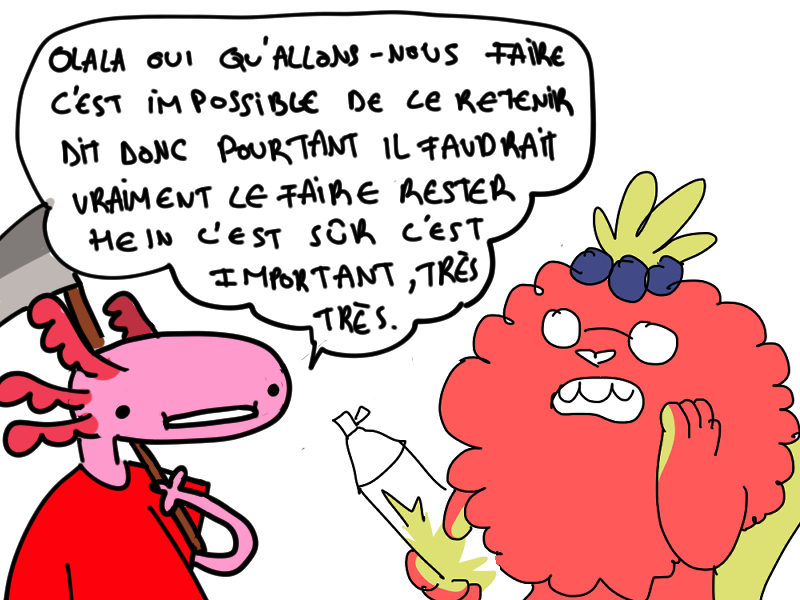 OLALA OUI QU'ALLONS-NOUS FAIRE
C'EST IMPOSSIBLE DE LE RETENIR
DIT DONC POURTANT IL FAUDRAIT
VRAIMENT LE FAIRE RESTER
HEIN C'EST SÛR C'EST
IMPORTANT, TRÈS
TRÈS.